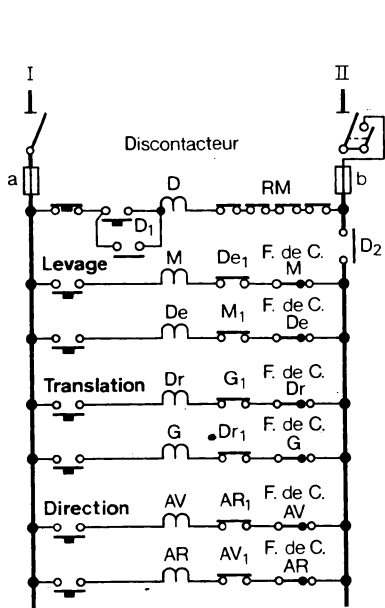 I II
Discontacteur
a D RM b
D1
D2
Levage M De1 F. de C. M
De M1 F. de C. De
Translation Dr G1 F. de C. Dr
G Dr1 F. de C. G
Direction AV AR1 F. de C. AV
AR AV1 F. de C. AR